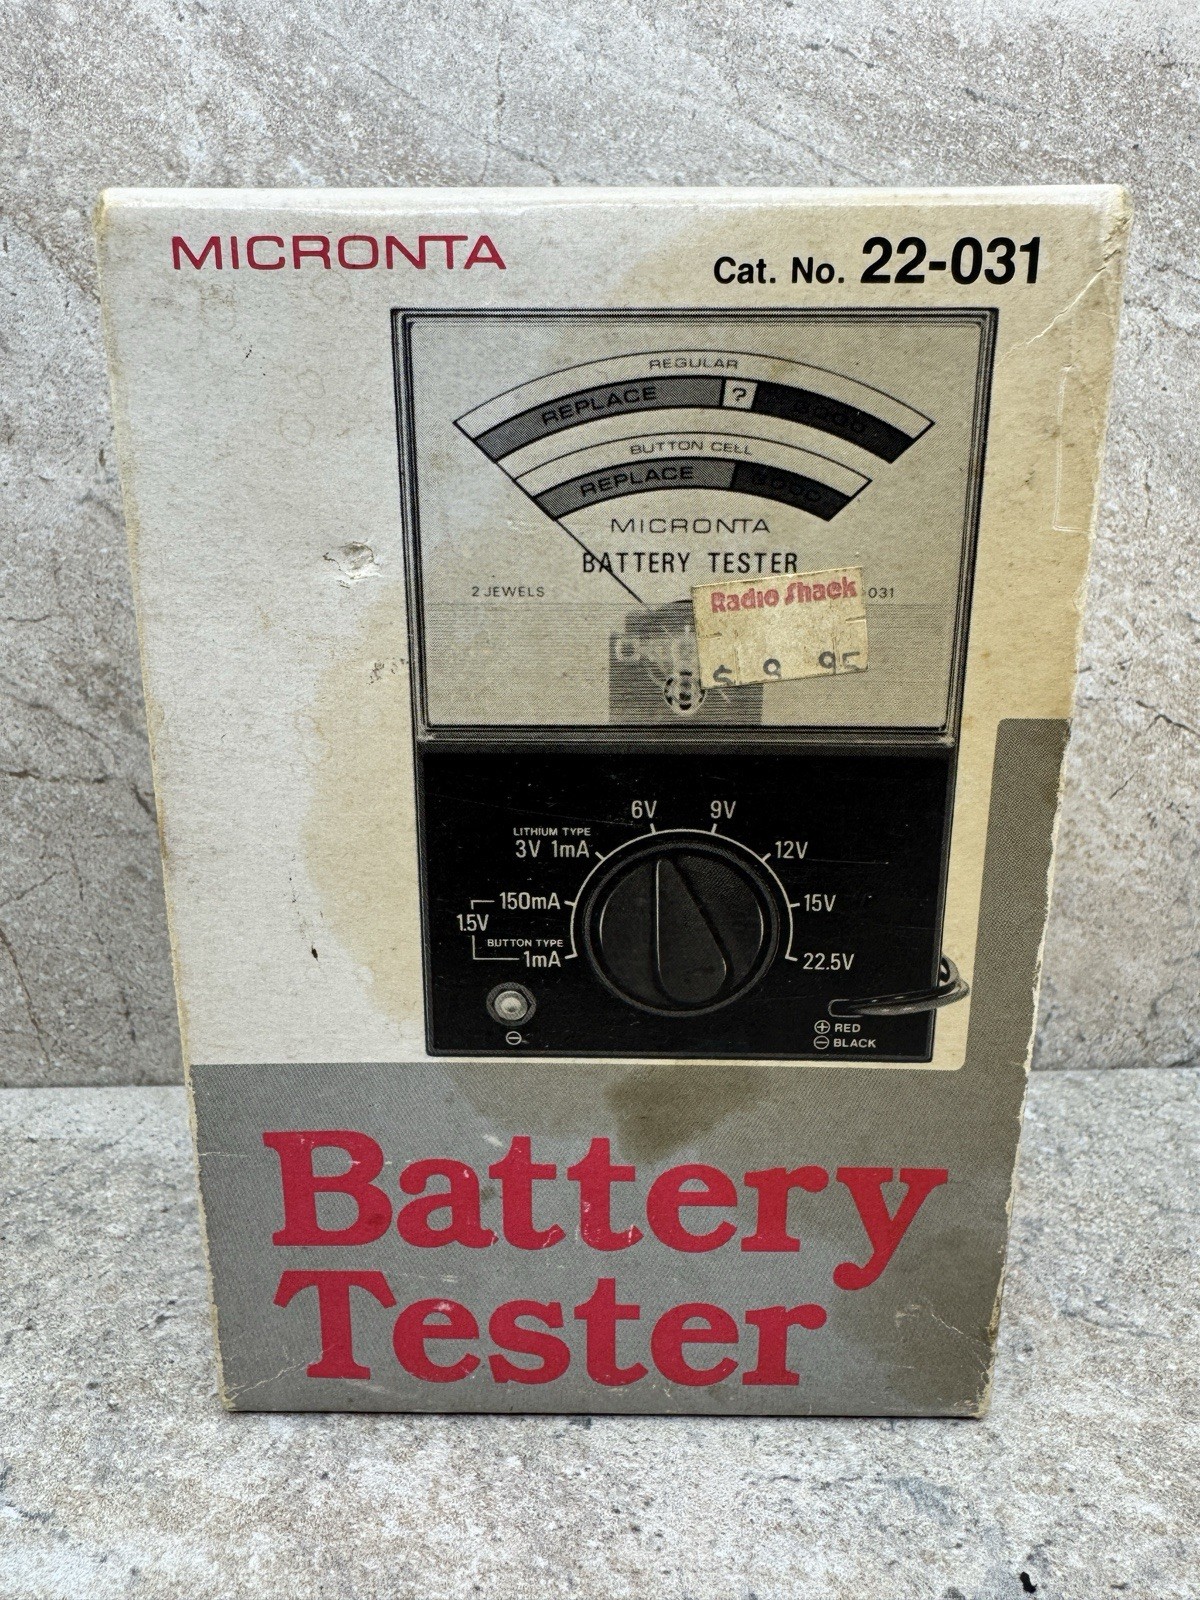 MICRONTA
Cat. No. 22-031
REGULAR
REPLACE ? GOOD
BUTTON CELL
REPLACE GOOD
MICRONTA
BATTERY TESTER
2 JEWELS
031
Radio Shack
$ 9 95
6V 9V
LITHIUM TYPE
3V 1mA 12V
150mA 15V
1.5V
BUTTON TYPE
1mA 22.5V
⊕ RED
⊖ ⊖ BLACK
Battery
Tester